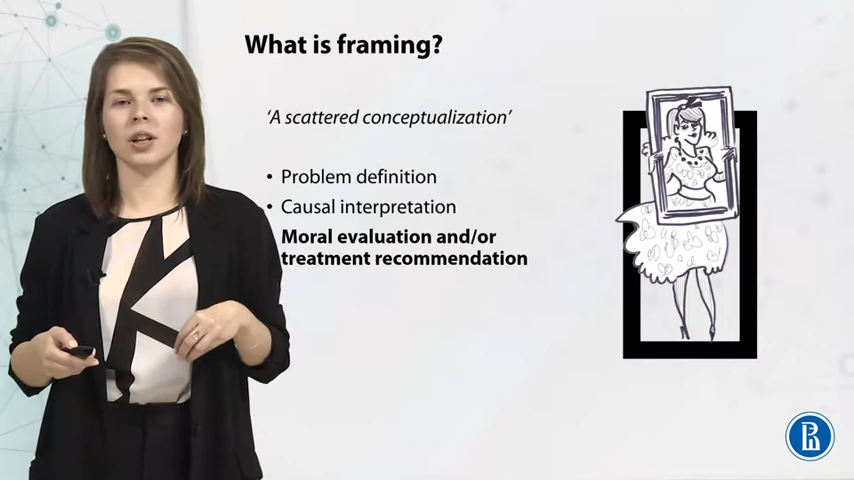 What is framing?
‘A scattered conceptualization’
• Problem definition
• Causal interpretation
Moral evaluation and/or
treatment recommendation